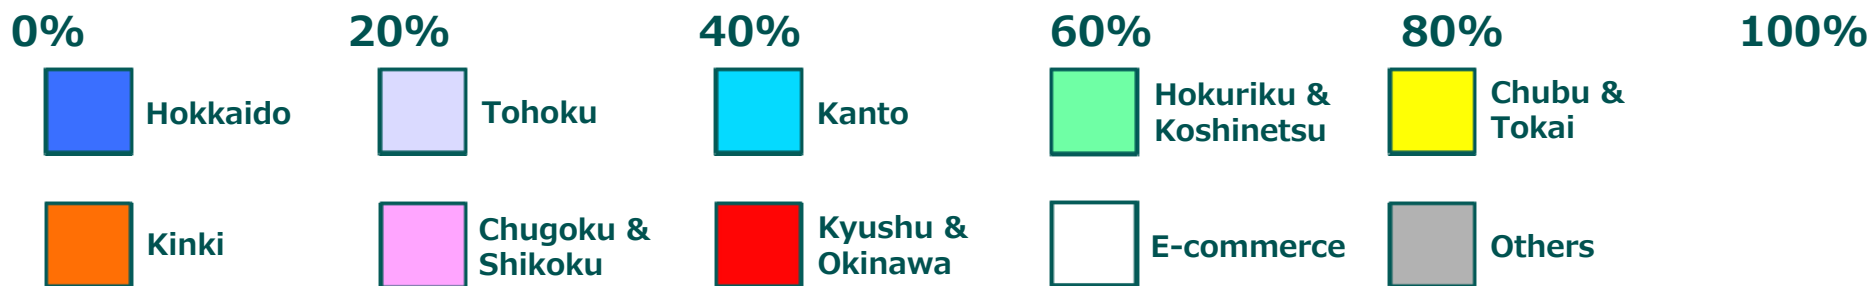 0% 20% 40% 60% 80% 100%
Hokkaido
Tohoku
Kanto
Hokuriku &
Koshinetsu
Chubu &
Tokai
Kinki
Chugoku &
Shikoku
Kyushu &
Okinawa
E-commerce
Others